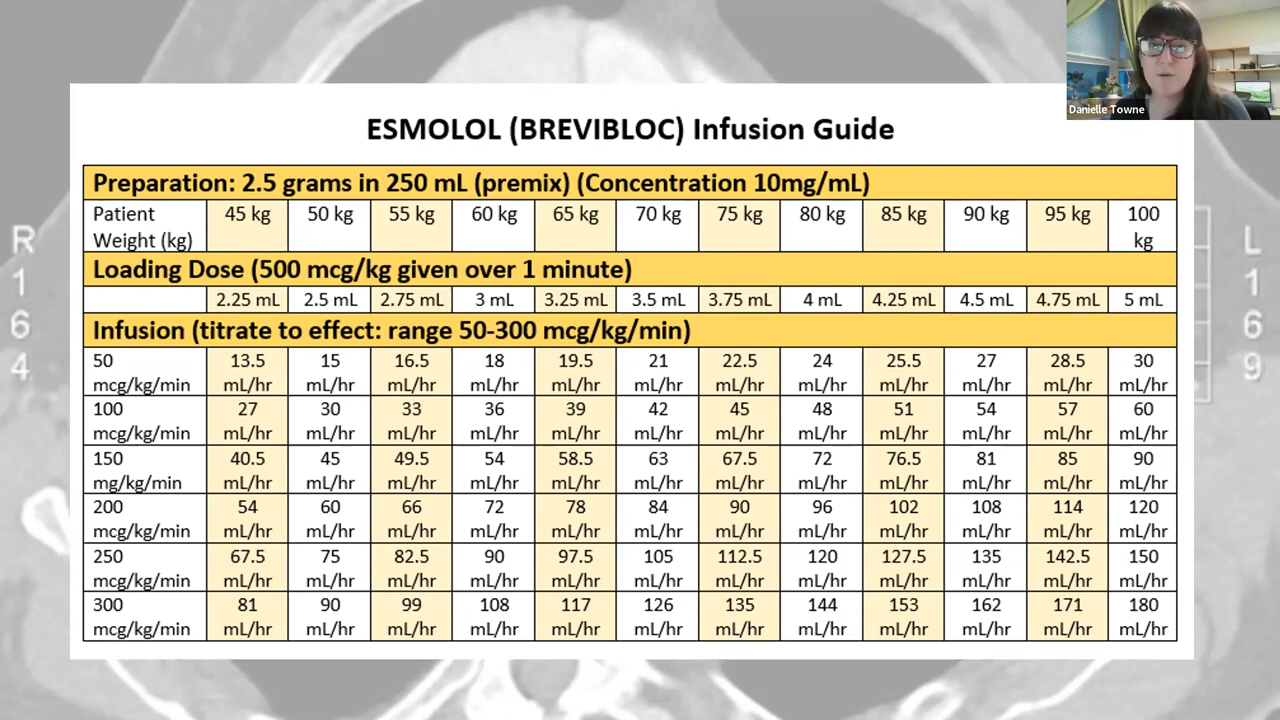 Danielle Towne
ESMOLOL (BREVIBLOC) Infusion Guide
Preparation: 2.5 grams in 250 mL (premix) (Concentration 10mg/mL)
Patient Weight (kg) 45 kg 50 kg 55 kg 60 kg 65 kg 70 kg 75 kg 80 kg 85 kg 90 kg 95 kg 100 kg
Loading Dose (500 mcg/kg given over 1 minute)
2.25 mL 2.5 mL 2.75 mL 3 mL 3.25 mL 3.5 mL 3.75 mL 4 mL 4.25 mL 4.5 mL 4.75 mL 5 mL
Infusion (titrate to effect: range 50-300 mcg/kg/min)
50 13.5 15 16.5 18 19.5 21 22.5 24 25.5 27 28.5 30
mcg/kg/min mL/hr mL/hr mL/hr mL/hr mL/hr mL/hr mL/hr mL/hr mL/hr mL/hr mL/hr mL/hr
100 27 30 33 36 39 42 45 48 51 54 57 60
mcg/kg/min mL/hr mL/hr mL/hr mL/hr mL/hr mL/hr mL/hr mL/hr mL/hr mL/hr mL/hr mL/hr
150 40.5 45 49.5 54 58.5 63 67.5 72 76.5 81 85 90
mg/kg/min mL/hr mL/hr mL/hr mL/hr mL/hr mL/hr mL/hr mL/hr mL/hr mL/hr mL/hr mL/hr
200 54 60 66 72 78 84 90 96 102 108 114 120
mcg/kg/min mL/hr mL/hr mL/hr mL/hr mL/hr mL/hr mL/hr mL/hr mL/hr mL/hr mL/hr mL/hr
250 67.5 75 82.5 90 97.5 105 112.5 120 127.5 135 142.5 150
mcg/kg/min mL/hr mL/hr mL/hr mL/hr mL/hr mL/hr mL/hr mL/hr mL/hr mL/hr mL/hr mL/hr
300 81 90 99 108 117 126 135 144 153 162 171 180
mcg/kg/min mL/hr mL/hr mL/hr mL/hr mL/hr mL/hr mL/hr mL/hr mL/hr mL/hr mL/hr mL/hr
R
1
6
4
L
1
6
9